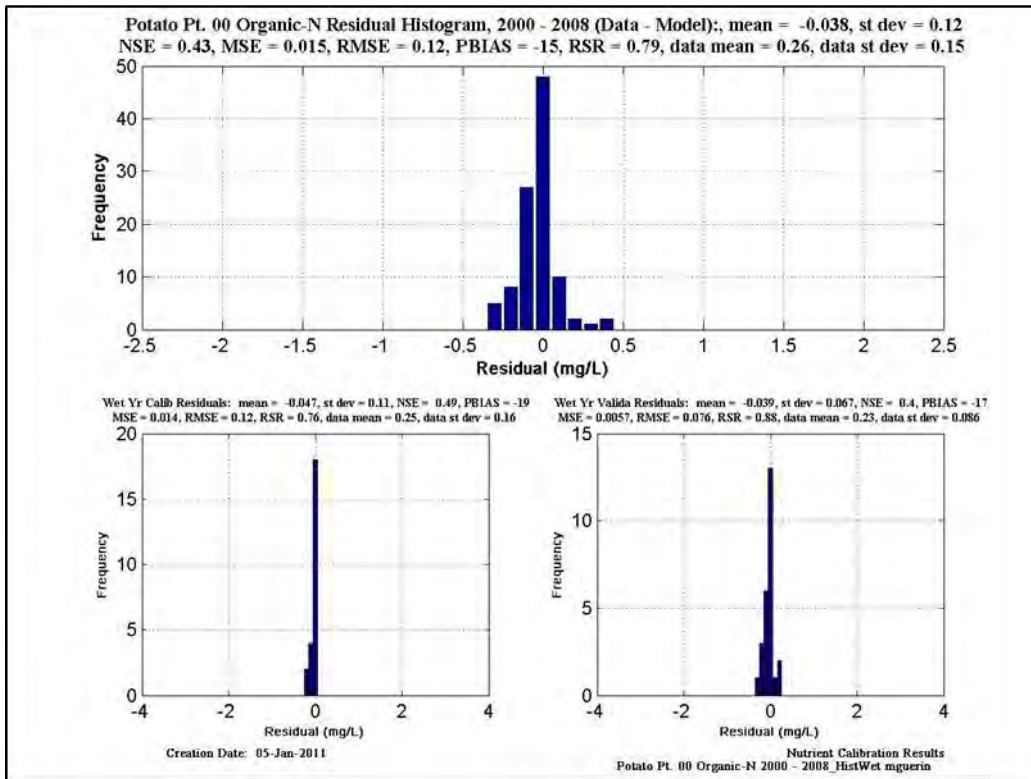 Potato Pt. 00 Organic-N Residual Histogram, 2000 - 2008 (Data - Model):, mean = -0.038, st dev = 0.12
NSE = 0.43, MSE = 0.015, RMSE = 0.12, PBIAS = -15, RSR = 0.79, data mean = 0.26, data st dev = 0.15
50
40
30
20
10
0
Frequency
-2.5 -2 -1.5 -1 -0.5 0 0.5 1 1.5 2 2.5
Residual (mg/L)
Wet Yr Calib Residuals: mean = -0.047, st dev = 0.11, NSE = 0.49, PBIAS = -19
MSE = 0.014, RMSE = 0.12, RSR = 0.76, data mean = 0.25, data st dev = 0.16
20
15
10
5
0
Frequency
-4 -2 0 2 4
Residual (mg/L)
Wet Yr Valida Residuals: mean = -0.039, st dev = 0.067, NSE = 0.4, PBIAS = -17
MSE = 0.0057, RMSE = 0.076, RSR = 0.88, data mean = 0.23, data st dev = 0.086
15
10
5
0
Frequency
-4 -2 0 2 4
Residual (mg/L)
Creation Date: 05-Jan-2011
Nutrient Calibration Results
Potato Pt. 00 Organic-N 2000 - 2008_HistWet mguerin